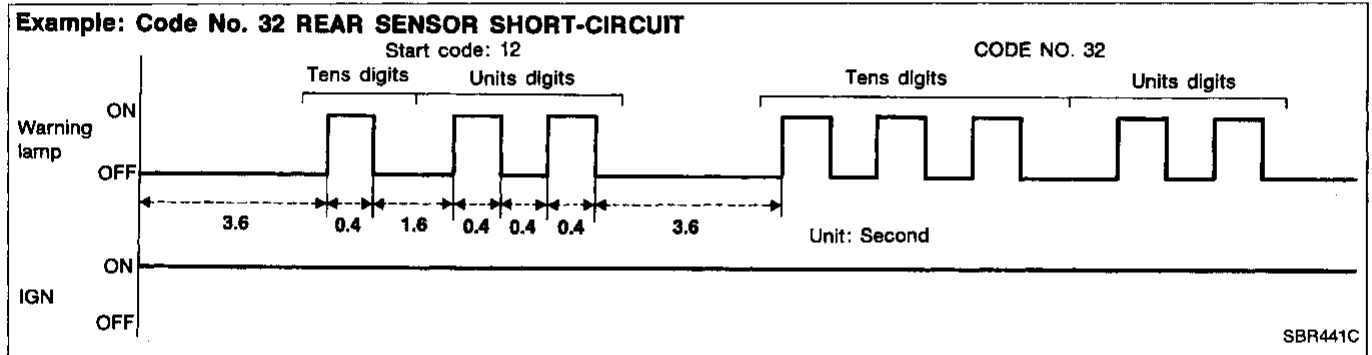 Example: Code No. 32 REAR SENSOR SHORT-CIRCUIT
Start code: 12
CODE NO. 32
Tens digits
Units digits
Tens digits
Units digits
ON
Warning
lamp
OFF
3.6
0.4
1.6
0.4
0.4
0.4
3.6
Unit: Second
ON
IGN
OFF
SBR441C